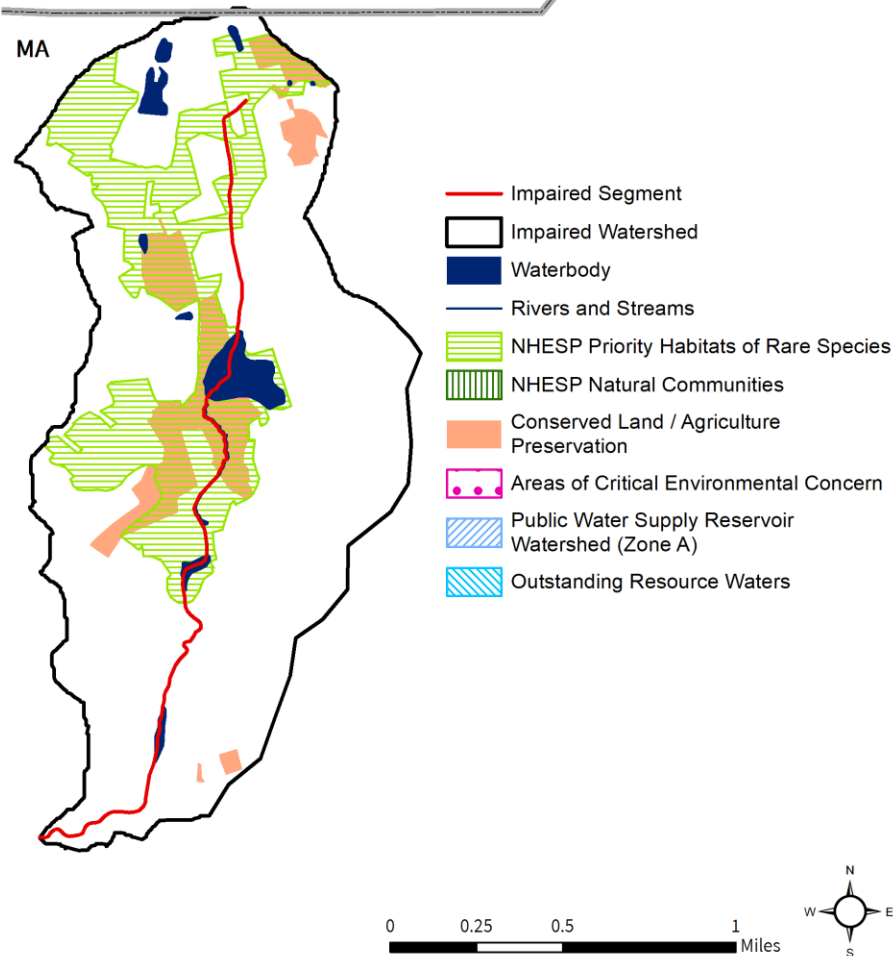 MA
Impaired Segment
Impaired Watershed
Waterbody
Rivers and Streams
NHESP Priority Habitats of Rare Species
NHESP Natural Communities
Conserved Land / Agriculture
Preservation
Areas of Critical Environmental Concern
Public Water Supply Reservoir
Watershed (Zone A)
Outstanding Resource Waters
N
W E
S
0 0.25 0.5 1
Miles